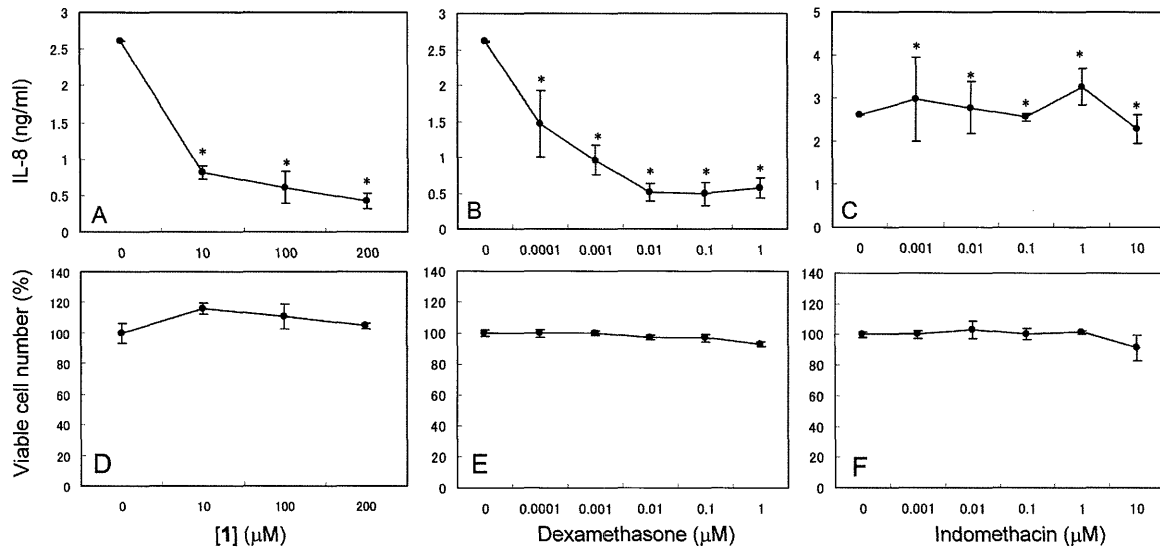 IL-8 (ng/ml)
3
2.5
2
1.5
1
0.5
0
A
* * *
0 10 100 200
3
2.5
2
1.5
1
0.5
0
B
* * * * *
0 0.0001 0.001 0.01 0.1 1
5
4
3
2
1
0
C
* * * * *
0 0.001 0.01 0.1 1 10
Viable cell number (%)
140
120
100
80
60
40
20
0
D
0 10 100 200
[1] (μM)
140
120
100
80
60
40
20
0
E
0 0.0001 0.001 0.01 0.1 1
Dexamethasone (μM)
140
120
100
80
60
40
20
0
F
0 0.001 0.01 0.1 1 10
Indomethacin (μM)